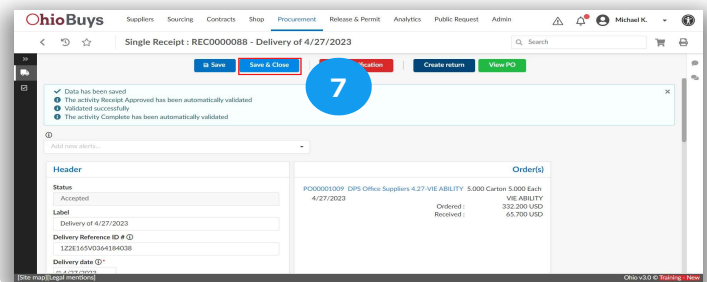 OhioBuys Suppliers Sourcing Contracts Shop Procurement Release & Permit Analytics Public Request Admin Michael K.
Single Receipt : REC0000088 - Delivery of 4/27/2023 Search
Save Save & Close Create return View PO
7
Data has been saved
The activity Receipt Approved has been automatically validated
Validated successfully
The activity Complete has been automatically validated
Add new alerts...
Header Order(s)
Status
Accepted
PO00001009 DPS Office Suppliers 4.27-VIE ABILITY 5.000 Carton 5.000 Each
4/27/2023 VIE ABILITY
Label
Ordered : 332.200 USD
Delivery of 4/27/2023
Received : 65.700 USD
Delivery Reference ID #
1Z2E165V0364184038
Delivery date *
4/27/2023
[Site map][Legal mentions] Ohio v3.0 © Training - New